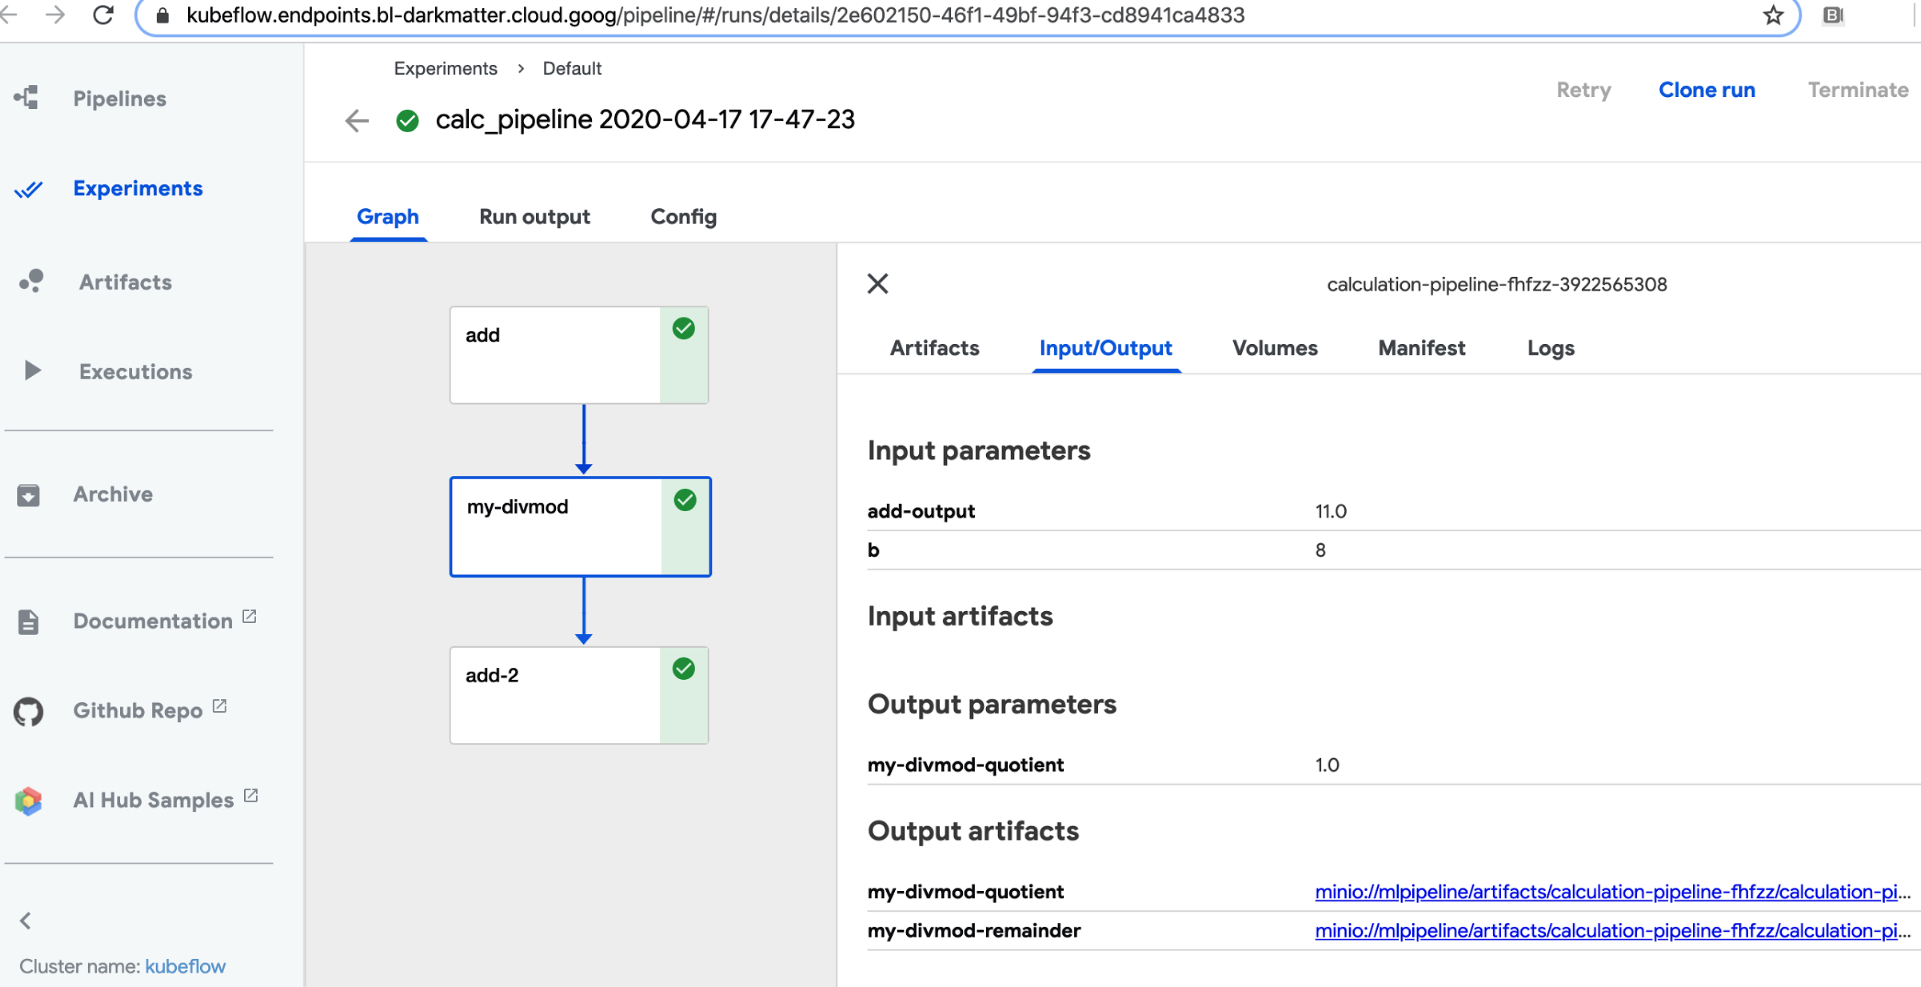 kubeflow.endpoints.bl-darkmatter.cloud.goog/pipeline/#/runs/details/2e602150-46f1-49bf-94f3-cd8941ca4833
Pipelines
Experiments
Artifacts
Executions
Archive
Documentation
Github Repo
AI Hub Samples
Cluster name: kubeflow
Experiments > Default
calc_pipeline 2020-04-17 17-47-23
Retry Clone run Terminate
Graph Run output Config
add
my-divmod
add-2
calculation-pipeline-fhfzz-3922565308
Artifacts Input/Output Volumes Manifest Logs
Input parameters
add-output 11.0
b 8
Input artifacts
Output parameters
my-divmod-quotient 1.0
Output artifacts
my-divmod-quotient minio://mlpipeline/artifacts/calculation-pipeline-fhfzz/calculation-pi...
my-divmod-remainder minio://mlpipeline/artifacts/calculation-pipeline-fhfzz/calculation-pi...